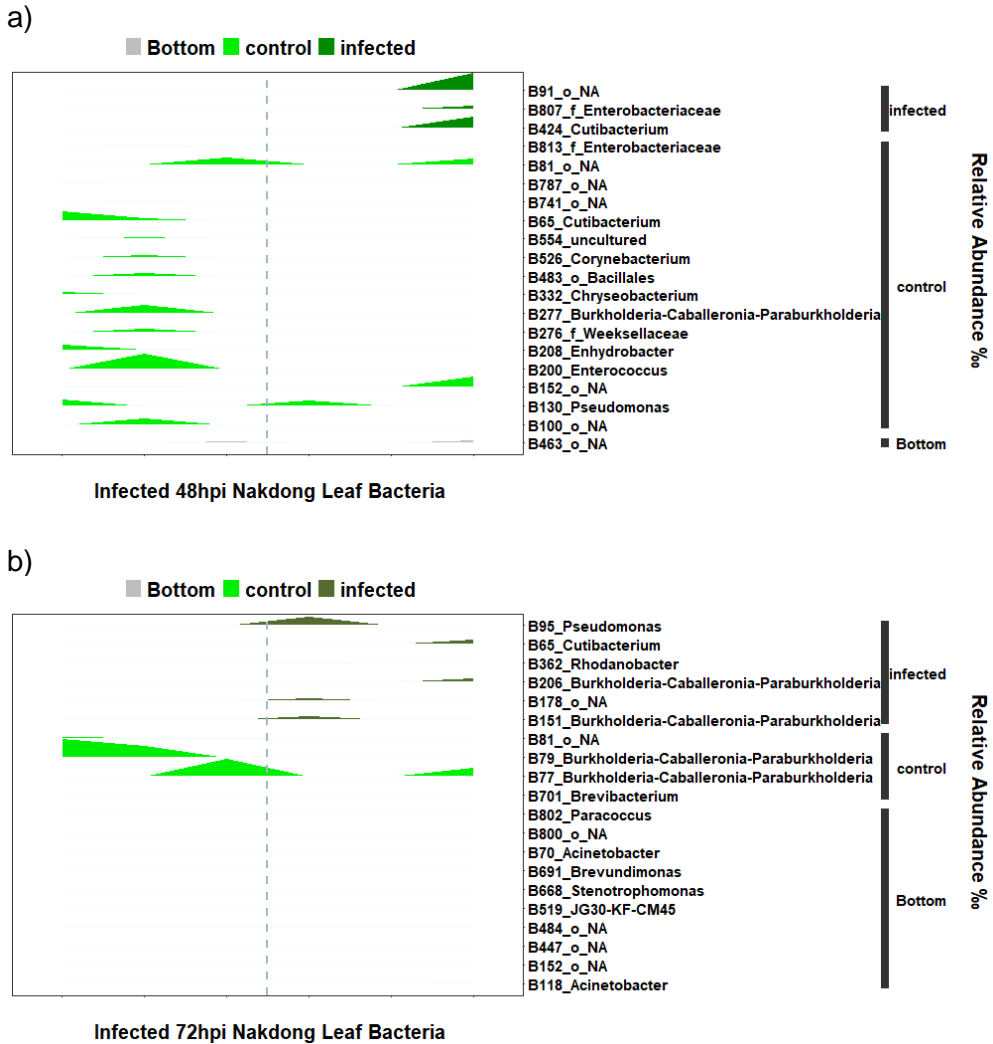 a)
Bottom control infected
B91_o_NA
B807_f_Enterobacteriaceae
infected
B424_Cutibacterium
B813_f_Enterobacteriaceae
B81_o_NA
B787_o_NA
B741_o_NA
B65_Cutibacterium
B554_uncultured
B526_Corynebacterium
B483_o_Bacillales
control
B332_Chryseobacterium
B277_Burkholderia-Caballeronia-Paraburkholderia
B276_f_Weeksellaceae
B208_Enhydrobacter
B200_Enterococcus
B152_o_NA
B130_Pseudomonas
B100_o_NA
B463_o_NA
Bottom
Relative Abundance ‰
Infected 48hpi Nakdong Leaf Bacteria
b)
Bottom control infected
B95_Pseudomonas
B65_Cutibacterium
B362_Rhodanobacter
infected
B206_Burkholderia-Caballeronia-Paraburkholderia
B178_o_NA
B151_Burkholderia-Caballeronia-Paraburkholderia
B81_o_NA
B79_Burkholderia-Caballeronia-Paraburkholderia
control
B77_Burkholderia-Caballeronia-Paraburkholderia
B701_Brevibacterium
B802_Paracoccus
B800_o_NA
B70_Acinetobacter
B691_Brevundimonas
B668_Stenotrophomonas
Bottom
B519_JG30-KF-CM45
B484_o_NA
B447_o_NA
B152_o_NA
B118_Acinetobacter
Relative Abundance ‰
Infected 72hpi Nakdong Leaf Bacteria